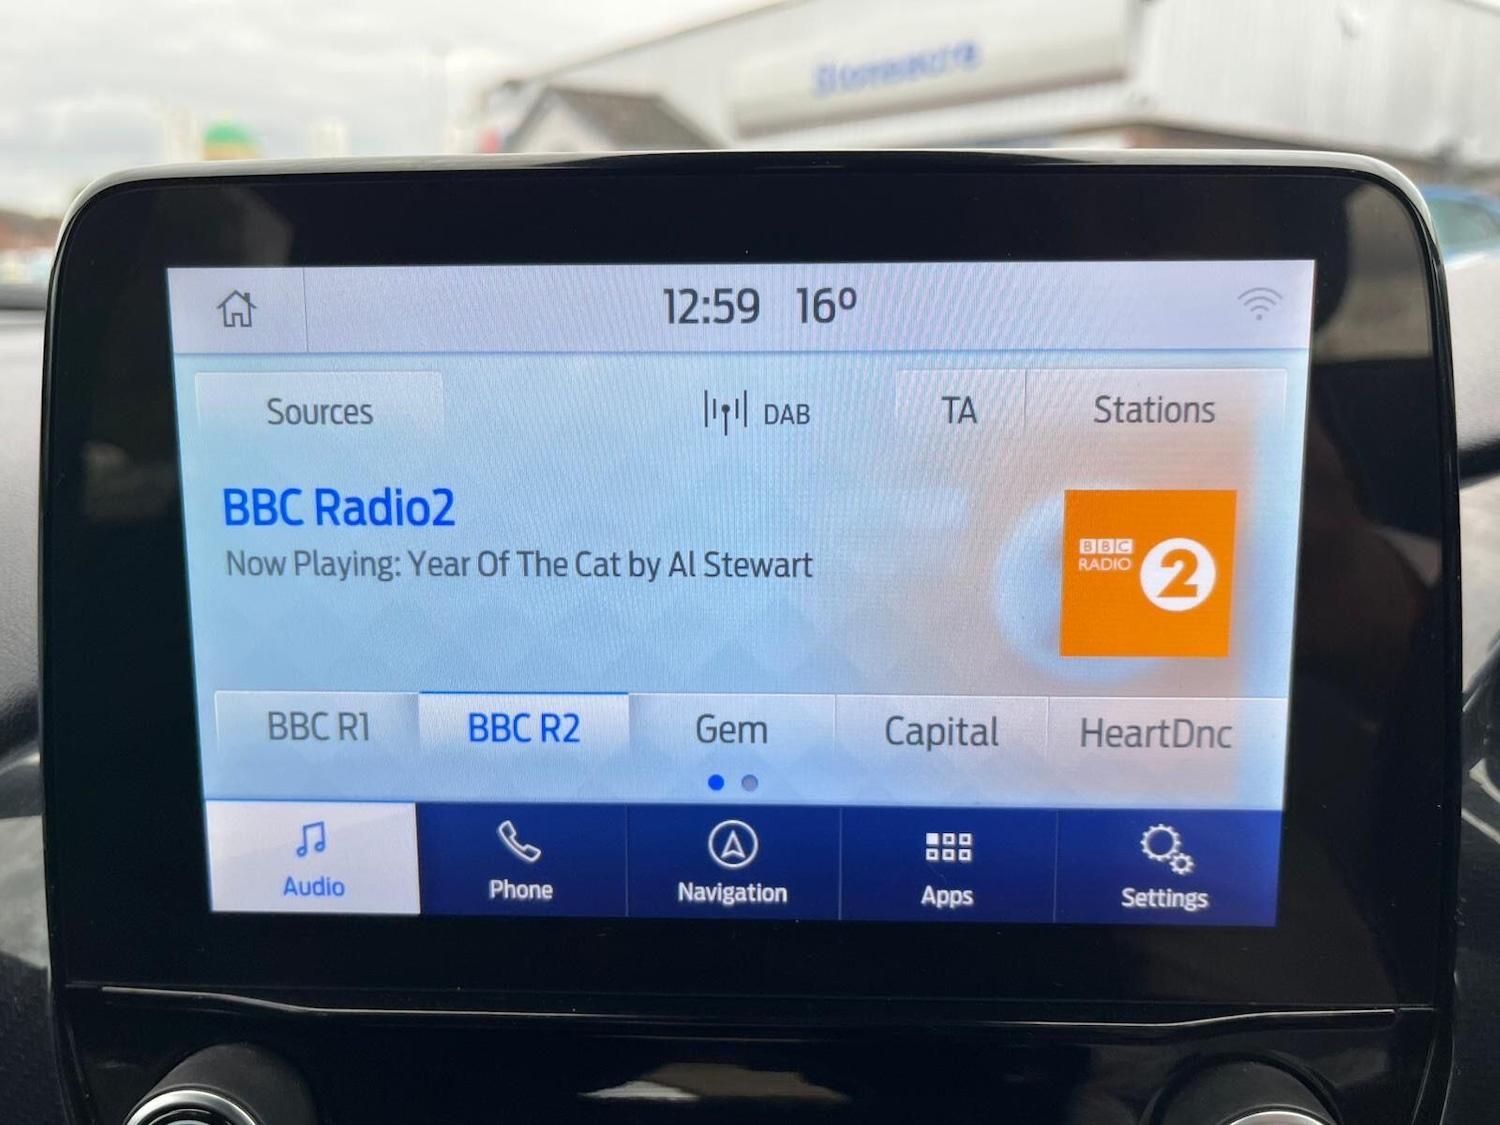 12:59 16º
Sources DAB TA Stations
BBC Radio2
Now Playing: Year Of The Cat by Al Stewart
BBC RADIO 2
BBC R1 BBC R2 Gem Capital HeartDnc
Audio Phone Navigation Apps Settings